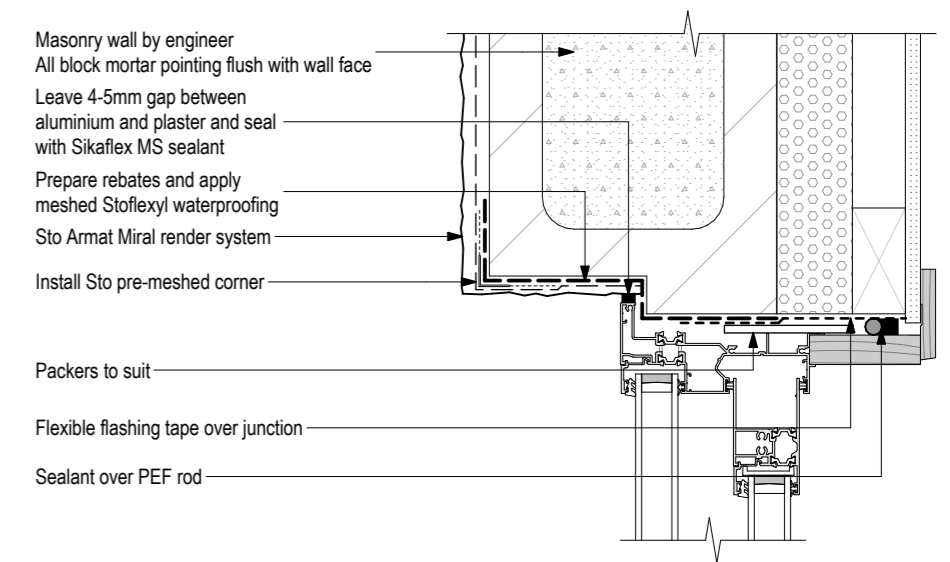 Masonry wall by engineer
All block mortar pointing flush with wall face
Leave 4-5mm gap between
aluminium and plaster and seal
with Sikaflex MS sealant
Prepare rebates and apply
meshed Stoflexyl waterproofing
Sto Armat Miral render system
Install Sto pre-meshed corner
Packers to suit
Flexible flashing tape over junction
Sealant over PEF rod